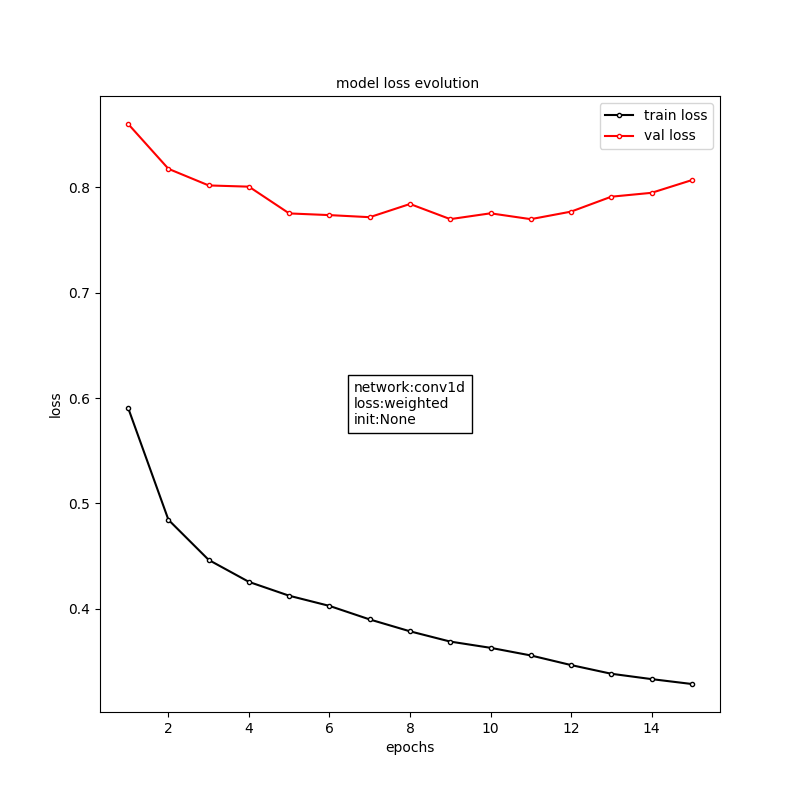 model loss evolution
train loss
val loss
0.8
0.7
0.6
0.5
0.4
loss
network:conv1d
loss:weighted
init:None
2 4 6 8 10 12 14
epochs